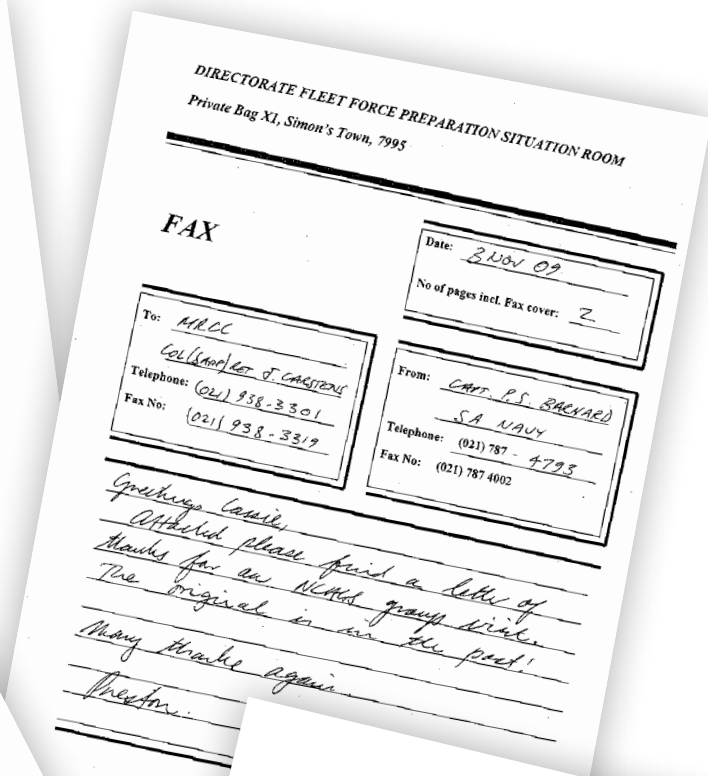 DIRECTORATE FLEET FORCE PREPARATION SITUATION ROOM
Private Bag X1, Simon's Town, 7995
FAX
Date: 3 NOV 09
No of pages incl. Fax cover: 2
To: MRCC
COL(SAAF)RET J. CARSTENS
Telephone: (021) 938-3301
Fax No: (021) 938-3319
From: CAPT. P.S. BARNARD
SA NAVY
Telephone: (021) 787 - 4793
Fax No: (021) 787 4002
Greetings Cassie,
Attached please find a letter of
thanks for our NCAGS group visit.
The original is in the post!
Many thanks again.
Preston.